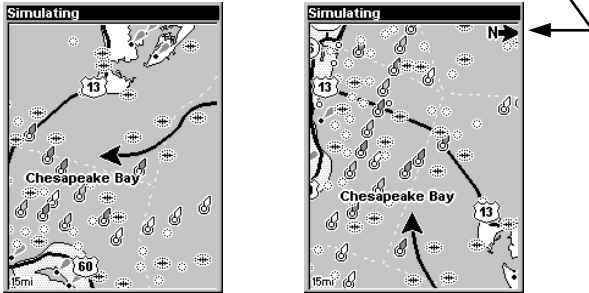 Simulating
13
Chesapeake Bay
60
15mi
Simulating
N
13
Chesapeake Bay
13
15mi